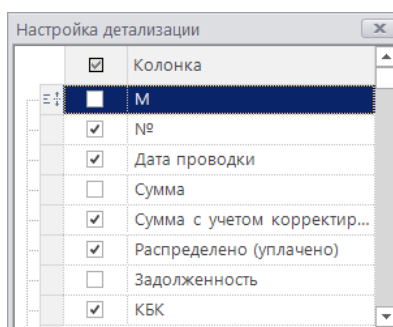 Настройка детализации
Колонка
М
№
Дата проводки
Сумма
Сумма с учетом корректир...
Распределено (уплачено)
Задолженность
КБК